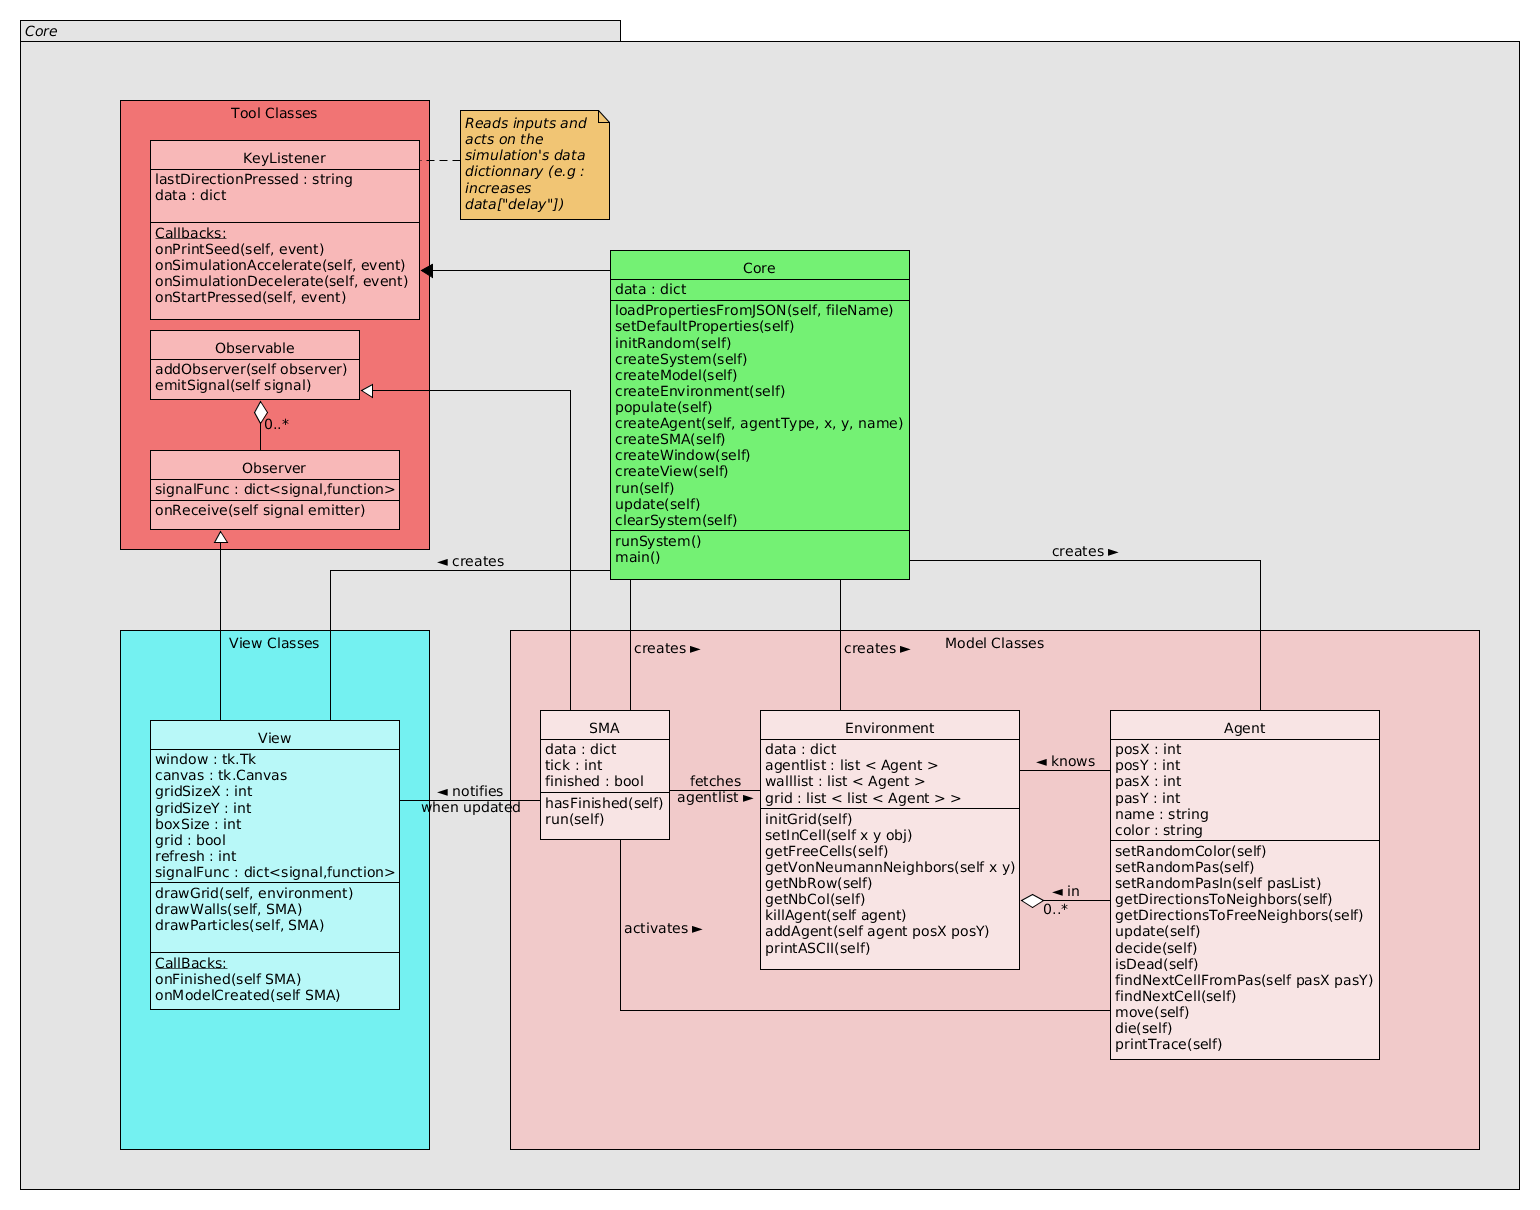 Core
Tool Classes
KeyListener
lastDirectionPressed : string
data : dict
Callbacks:
onPrintSeed(self, event)
onSimulationAccelerate(self, event)
onSimulationDecelerate(self, event)
onStartPressed(self, event)
Reads inputs and
acts on the
simulation's data
dictionnary (e.g :
increases
data["delay"])
Observable
addObserver(self observer)
emitSignal(self signal)
0..*
Observer
signalFunc : dict<signal,function>
onReceive(self signal emitter)
Core
data : dict
loadPropertiesFromJSON(self, fileName)
setDefaultProperties(self)
initRandom(self)
createSystem(self)
createModel(self)
createEnvironment(self)
populate(self)
createAgent(self, agentType, x, y, name)
createSMA(self)
createWindow(self)
createView(self)
run(self)
update(self)
clearSystem(self)
runSystem()
main()
◄ creates
creates ►
creates ►
creates ►
View Classes
View
window : tk.Tk
canvas : tk.Canvas
gridSizeX : int
gridSizeY : int
boxSize : int
grid : bool
refresh : int
signalFunc : dict<signal,function>
drawGrid(self, environment)
drawWalls(self, SMA)
drawParticles(self, SMA)
CallBacks:
onFinished(self SMA)
onModelCreated(self SMA)
◄ notifies
when updated
Model Classes
SMA
data : dict
tick : int
finished : bool
hasFinished(self)
run(self)
fetches
agentlist ►
activates ►
Environment
data : dict
agentlist : list < Agent >
walllist : list < Agent >
grid : list < list < Agent > >
initGrid(self)
setInCell(self x y obj)
getFreeCells(self)
getVonNeumannNeighbors(self x y)
getNbRow(self)
getNbCol(self)
killAgent(self agent)
addAgent(self agent posX posY)
printASCII(self)
◄ knows
◄ in
0..*
Agent
posX : int
posY : int
pasX : int
pasY : int
name : string
color : string
setRandomColor(self)
setRandomPas(self)
setRandomPasIn(self pasList)
getDirectionsToNeighbors(self)
getDirectionsToFreeNeighbors(self)
update(self)
decide(self)
isDead(self)
findNextCellFromPas(self pasX pasY)
findNextCell(self)
move(self)
die(self)
printTrace(self)